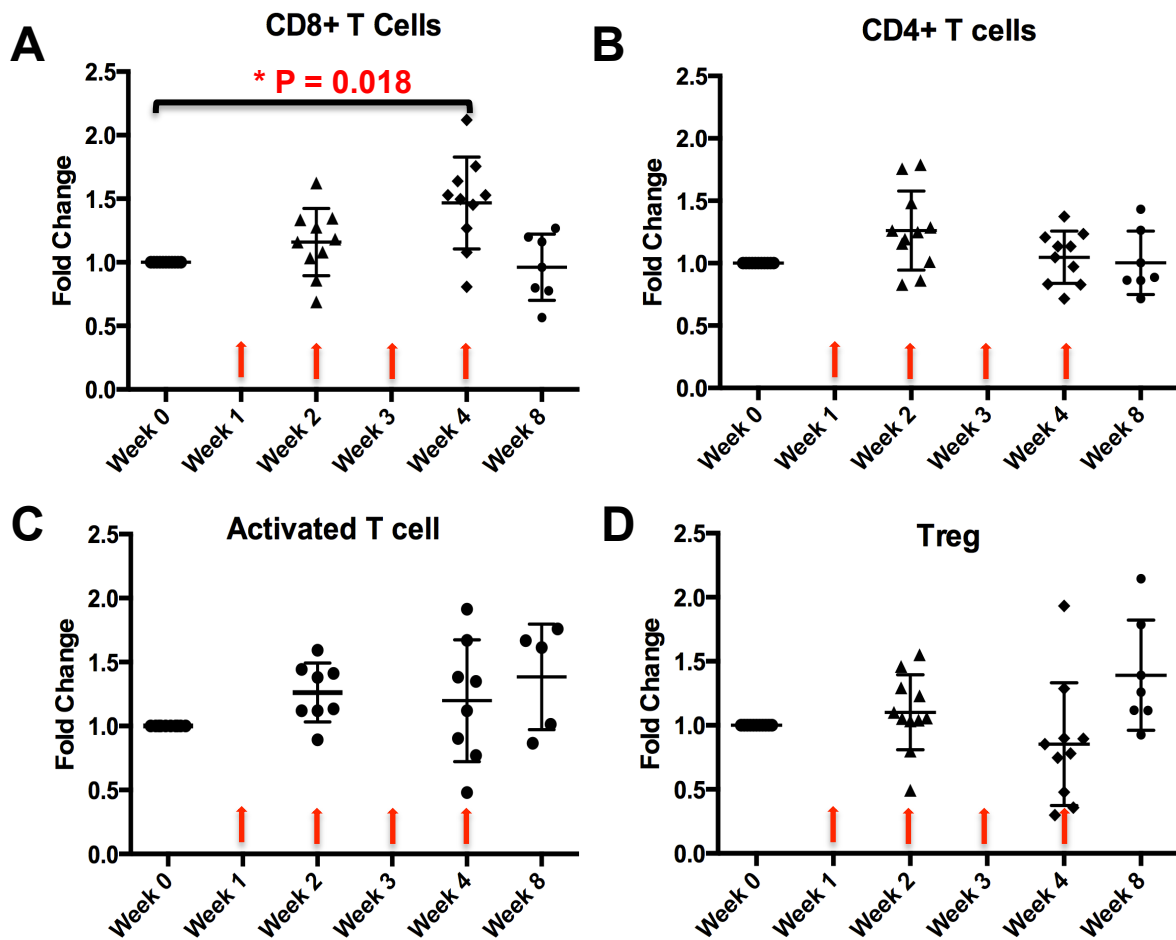 A
CD8+ T Cells
* P = 0.018
Fold Change
2.5
2.0
1.5
1.0
0.5
0.0
Week 0
Week 1
Week 2
Week 3
Week 4
Week 8
B
CD4+ T cells
Fold Change
2.5
2.0
1.5
1.0
0.5
0.0
Week 0
Week 1
Week 2
Week 3
Week 4
Week 8
C
Activated T cell
Fold Change
2.5
2.0
1.5
1.0
0.5
0.0
Week 0
Week 1
Week 2
Week 3
Week 4
Week 8
D
Treg
Fold Change
2.5
2.0
1.5
1.0
0.5
0.0
Week 0
Week 1
Week 2
Week 3
Week 4
Week 8